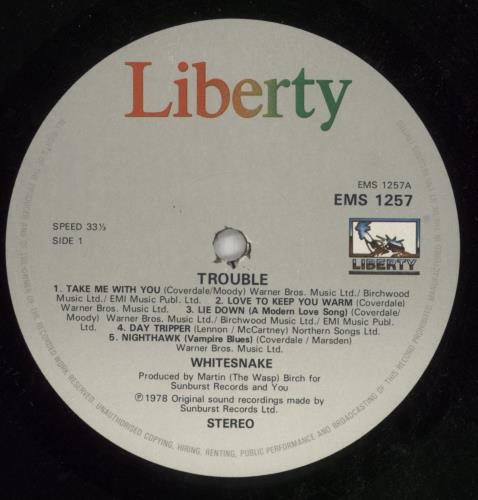 Liberty
EMS 1257A
EMS 1257
SPEED 33⅓
SIDE 1
LIBERTY
TROUBLE
1. TAKE ME WITH YOU (Coverdale/Moody) Warner Bros. Music Ltd./ Birchwood
Music Ltd./ EMI Music Publ. Ltd. 2. LOVE TO KEEP YOU WARM (Coverdale)
Warner Bros. Music Ltd. 3. LIE DOWN (A Modern Love Song) (Coverdale/
Moody) Warner Bros. Music Ltd./ Birchwood Music Ltd./ EMI Music Publ.
Ltd. 4. DAY TRIPPER (Lennon / McCartney) Northern Songs Ltd.
5. NIGHTHAWK (Vampire Blues) (Coverdale / Marsden)
Warner Bros. Music Ltd.
WHITESNAKE
Produced by Martin (The Wasp) Birch for
Sunburst Records and You
℗ 1978 Original sound recordings made by
Sunburst Records Ltd.
STEREO
ALL RIGHTS OF THE PRODUCER AND OF THE OWNER OF THE RECORDED WORK RESERVED. UNAUTHORISED COPYING, HIRING, RENTING, PUBLIC PERFORMANCE AND BROADCASTING OF THIS RECORD PROHIBITED